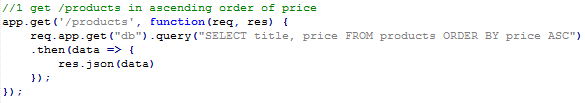 //1 get /products in ascending order of price
app.get('/products', function(req, res) {
    req.app.get("db").query("SELECT title, price FROM products ORDER BY price ASC")
    .then(data => {
        res.json(data)
    });
});